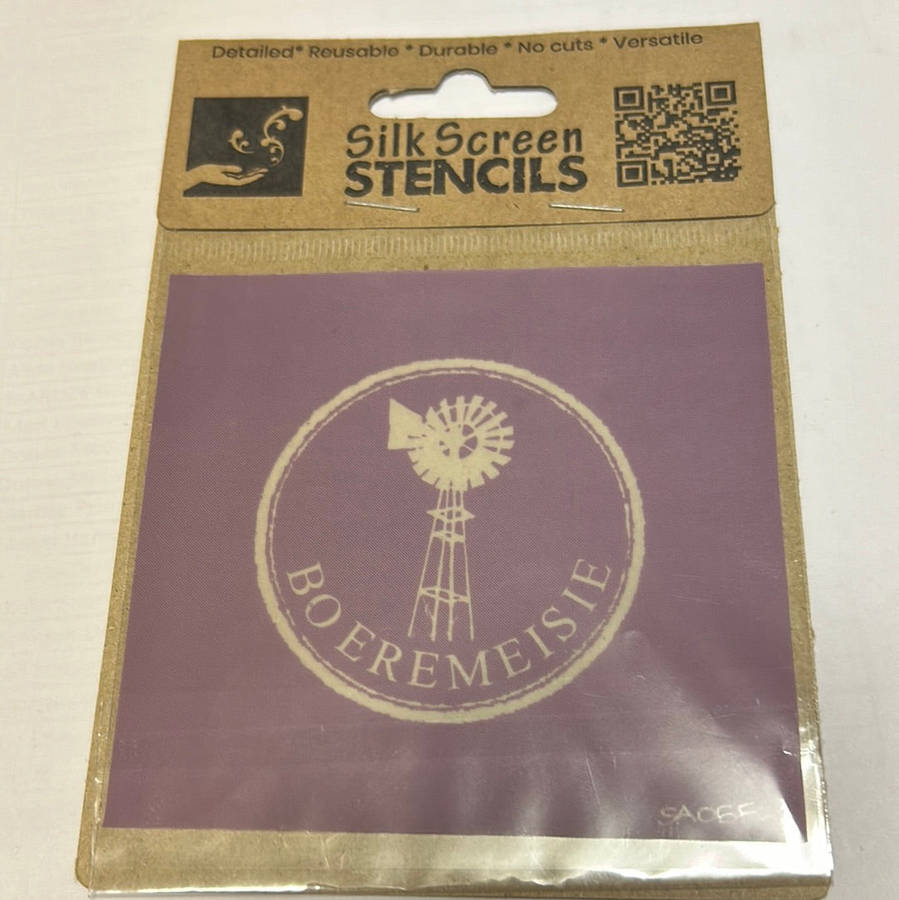 Detailed* Reusable * Durable * No cuts * Versatile
Silk Screen
STENCILS
BOEREMEISIE